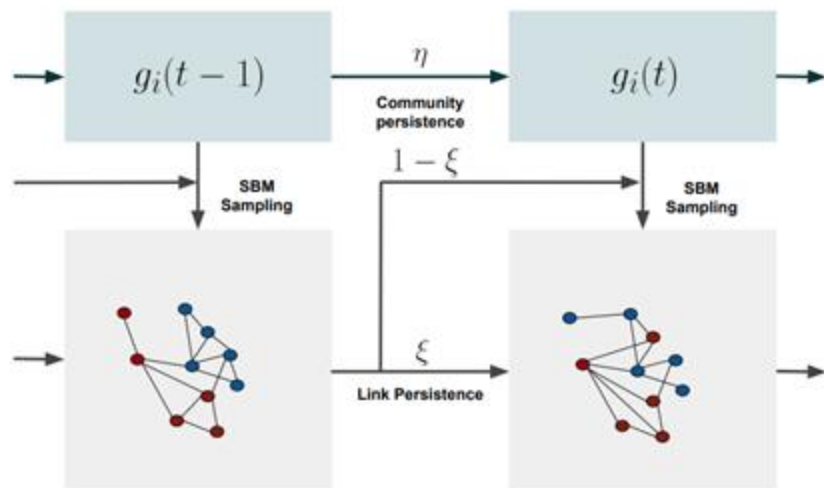 g_i(t − 1)
η
Community
persistence
g_i(t)
1 − ξ
SBM
Sampling
SBM
Sampling
ξ
Link Persistence